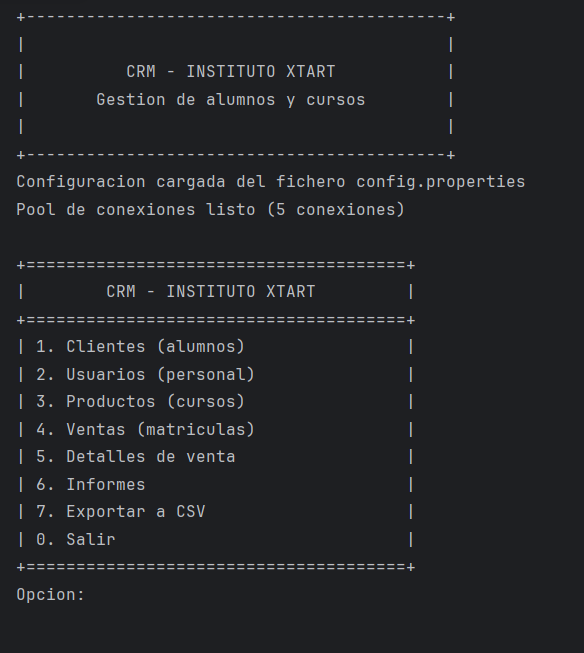 +------------------------------------------+
|                                          |
|          CRM - INSTITUTO XTART           |
|       Gestion de alumnos y cursos        |
|                                          |
+------------------------------------------+
Configuracion cargada del fichero config.properties
Pool de conexiones listo (5 conexiones)

+======================================+
|        CRM - INSTITUTO XTART         |
+======================================+
| 1. Clientes (alumnos)                |
| 2. Usuarios (personal)               |
| 3. Productos (cursos)                |
| 4. Ventas (matriculas)               |
| 5. Detalles de venta                 |
| 6. Informes                          |
| 7. Exportar a CSV                    |
| 0. Salir                             |
+======================================+
Opcion: